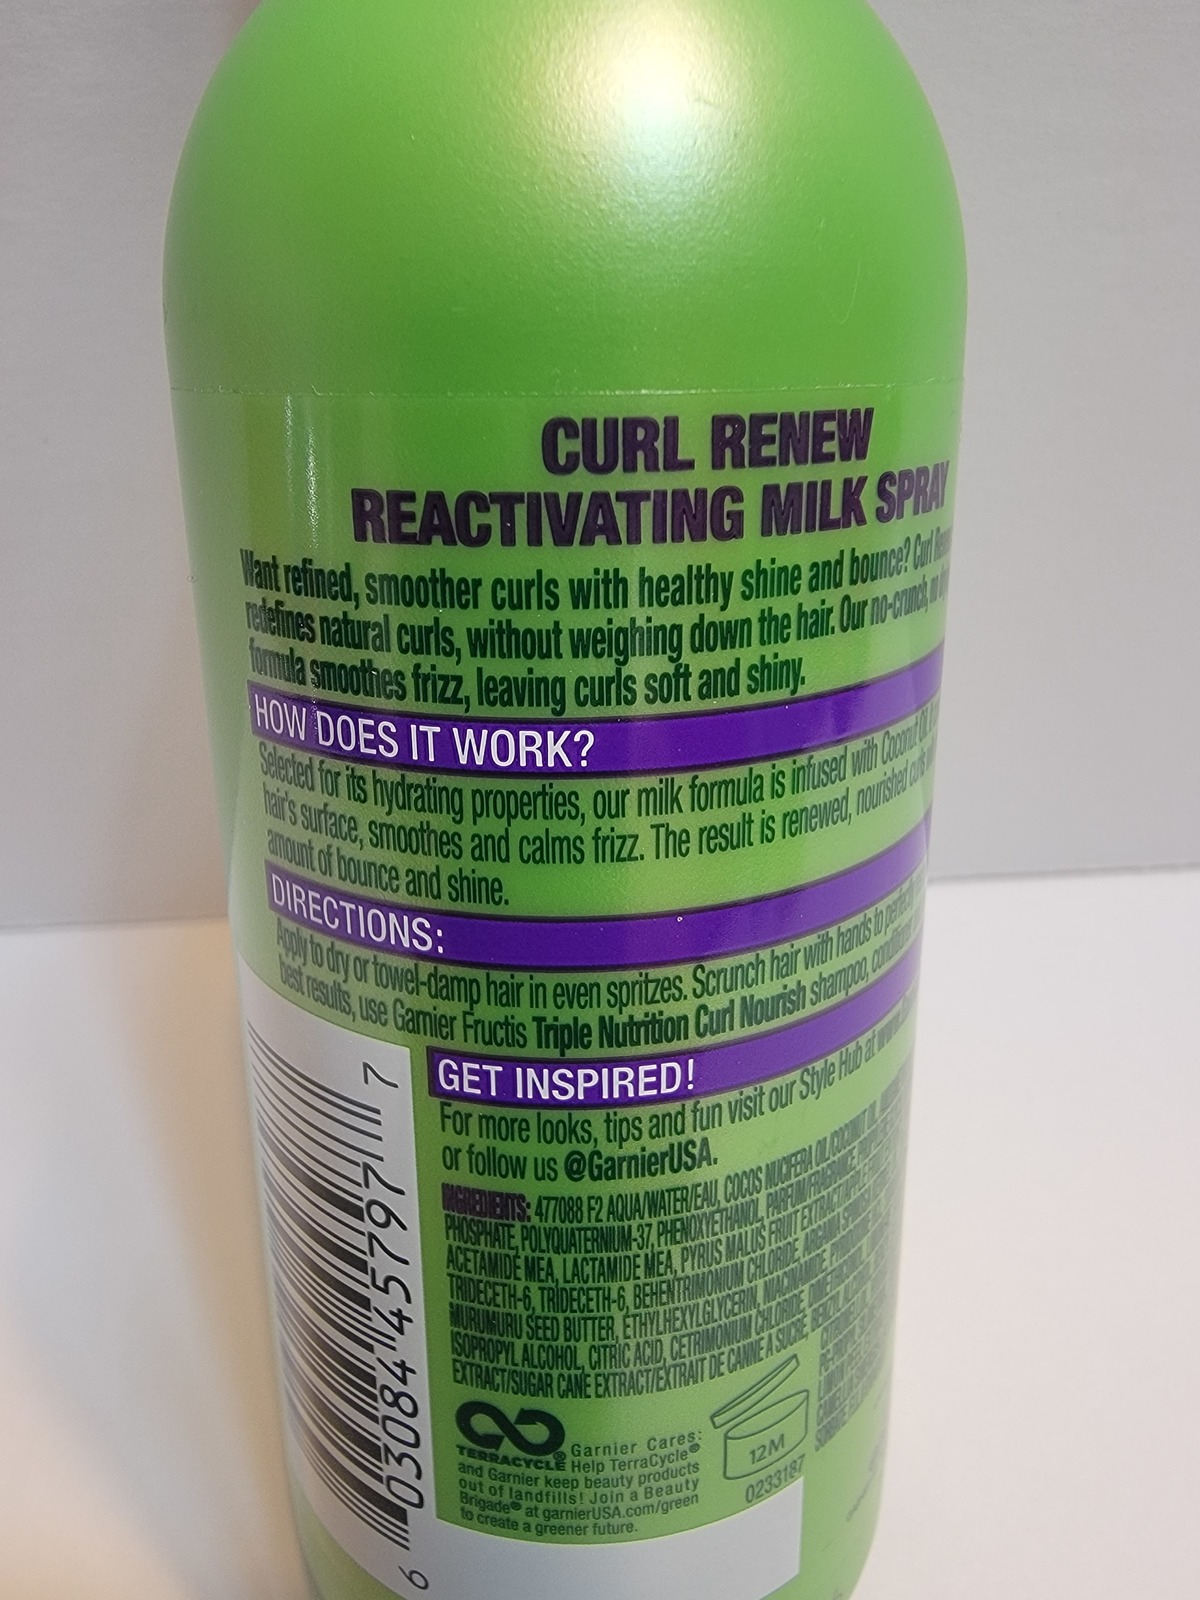 CURL RENEW
REACTIVATING MILK SPRAY
Want refined, smoother curls with healthy shine and bounce? Curl
redefines natural curls, without weighing down the hair. Our no-crunch,
formula smoothes frizz, leaving curls soft and shiny.
HOW DOES IT WORK?
Selected for its hydrating properties, our milk formula is infused with Coconut Oil,
hair's surface, smoothes and calms frizz. The result is renewed, nourished curls
amount of bounce and shine.
DIRECTIONS:
Apply to dry or towel-damp hair in even spritzes. Scrunch hair with hands to
best results, use Garnier Fructis Triple Nutrition Curl Nourish shampoo,
GET INSPIRED!
For more looks, tips and fun visit our Style Hub at
or follow us @GarnierUSA.
INGREDIENTS: 477088 F2 AQUA/WATER/EAU, COCOS NUCIFERA OIL/COCONUT OIL,
PHOSPHATE, POLYQUATERNIUM-37, PHENOXYETHANOL, PARFUM/FRAGRANCE,
ACETAMIDE MEA, LACTAMIDE MEA, PYRUS MALUS FRUIT EXTRACT/APPLE
TRIDECETH-6, TRIDECETH-6, BEHENTRIMONIUM CHLORIDE, ARGANIA SPINOSA
MURUMURU SEED BUTTER, ETHYLHEXYLGLYCERIN, NIACINAMIDE,
ISOPROPYL ALCOHOL, CITRIC ACID, CETRIMONIUM CHLORIDE,
EXTRACT/SUGAR CANE EXTRACT/EXTRAIT DE CANNE A SUCRE, BENZYL ALCOHOL,
TERRACYCLE®
Garnier Cares:
Help TerraCycle®
and Garnier keep beauty products
out of landfills! Join a Beauty
Brigade® at garnierUSA.com/green
to create a greener future.
12M
0233187
6 03084 45797 7